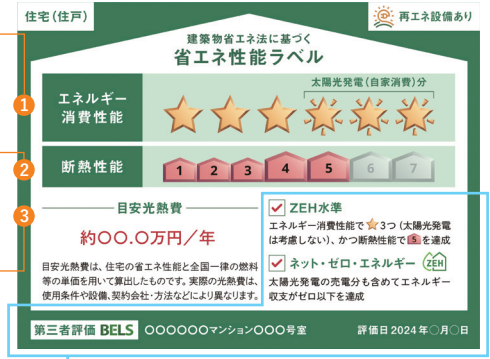 住宅(住戸)
再エネ設備あり
建築物省エネ法に基づく
省エネ性能ラベル
太陽光発電(自家消費)分
1
エネルギー
消費性能
2
断熱性能
1 2 3 4 5 6 7
3
目安光熱費
約〇〇.〇万円/年
目安光熱費は、住宅の省エネ性能と全国一律の燃料
等の単価を用いて算出したものです。実際の光熱費は、
使用条件や設備、契約会社・方法などにより異なります。
ZEH水準
エネルギー消費性能で⭐3つ(太陽光発電
は考慮しない)、かつ断熱性能で5を達成
ネット・ゼロ・エネルギー ZEH
太陽光発電の売電分も含めてエネルギー
収支がゼロ以下を達成
第三者評価 BELS 〇〇〇〇〇〇マンション〇〇〇号室 評価日2024年〇月〇日